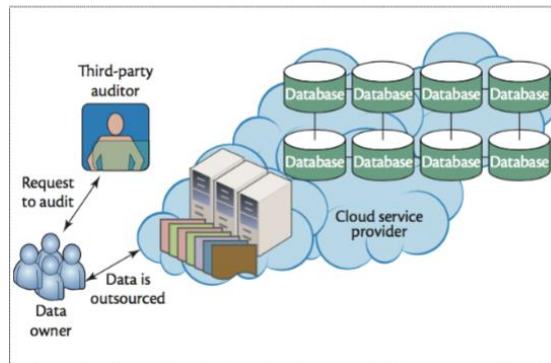 Third-party
auditor
Database Database Database Database
Database Database Database Database
Request
to audit
Cloud service
provider
Data is
outsourced
Data
owner